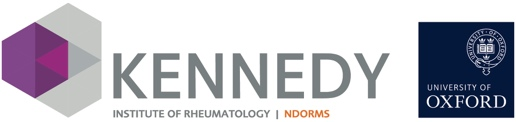 KENNEDY
INSTITUTE OF RHEUMATOLOGY | NDORMS
UNIVERSITY OF
OXFORD